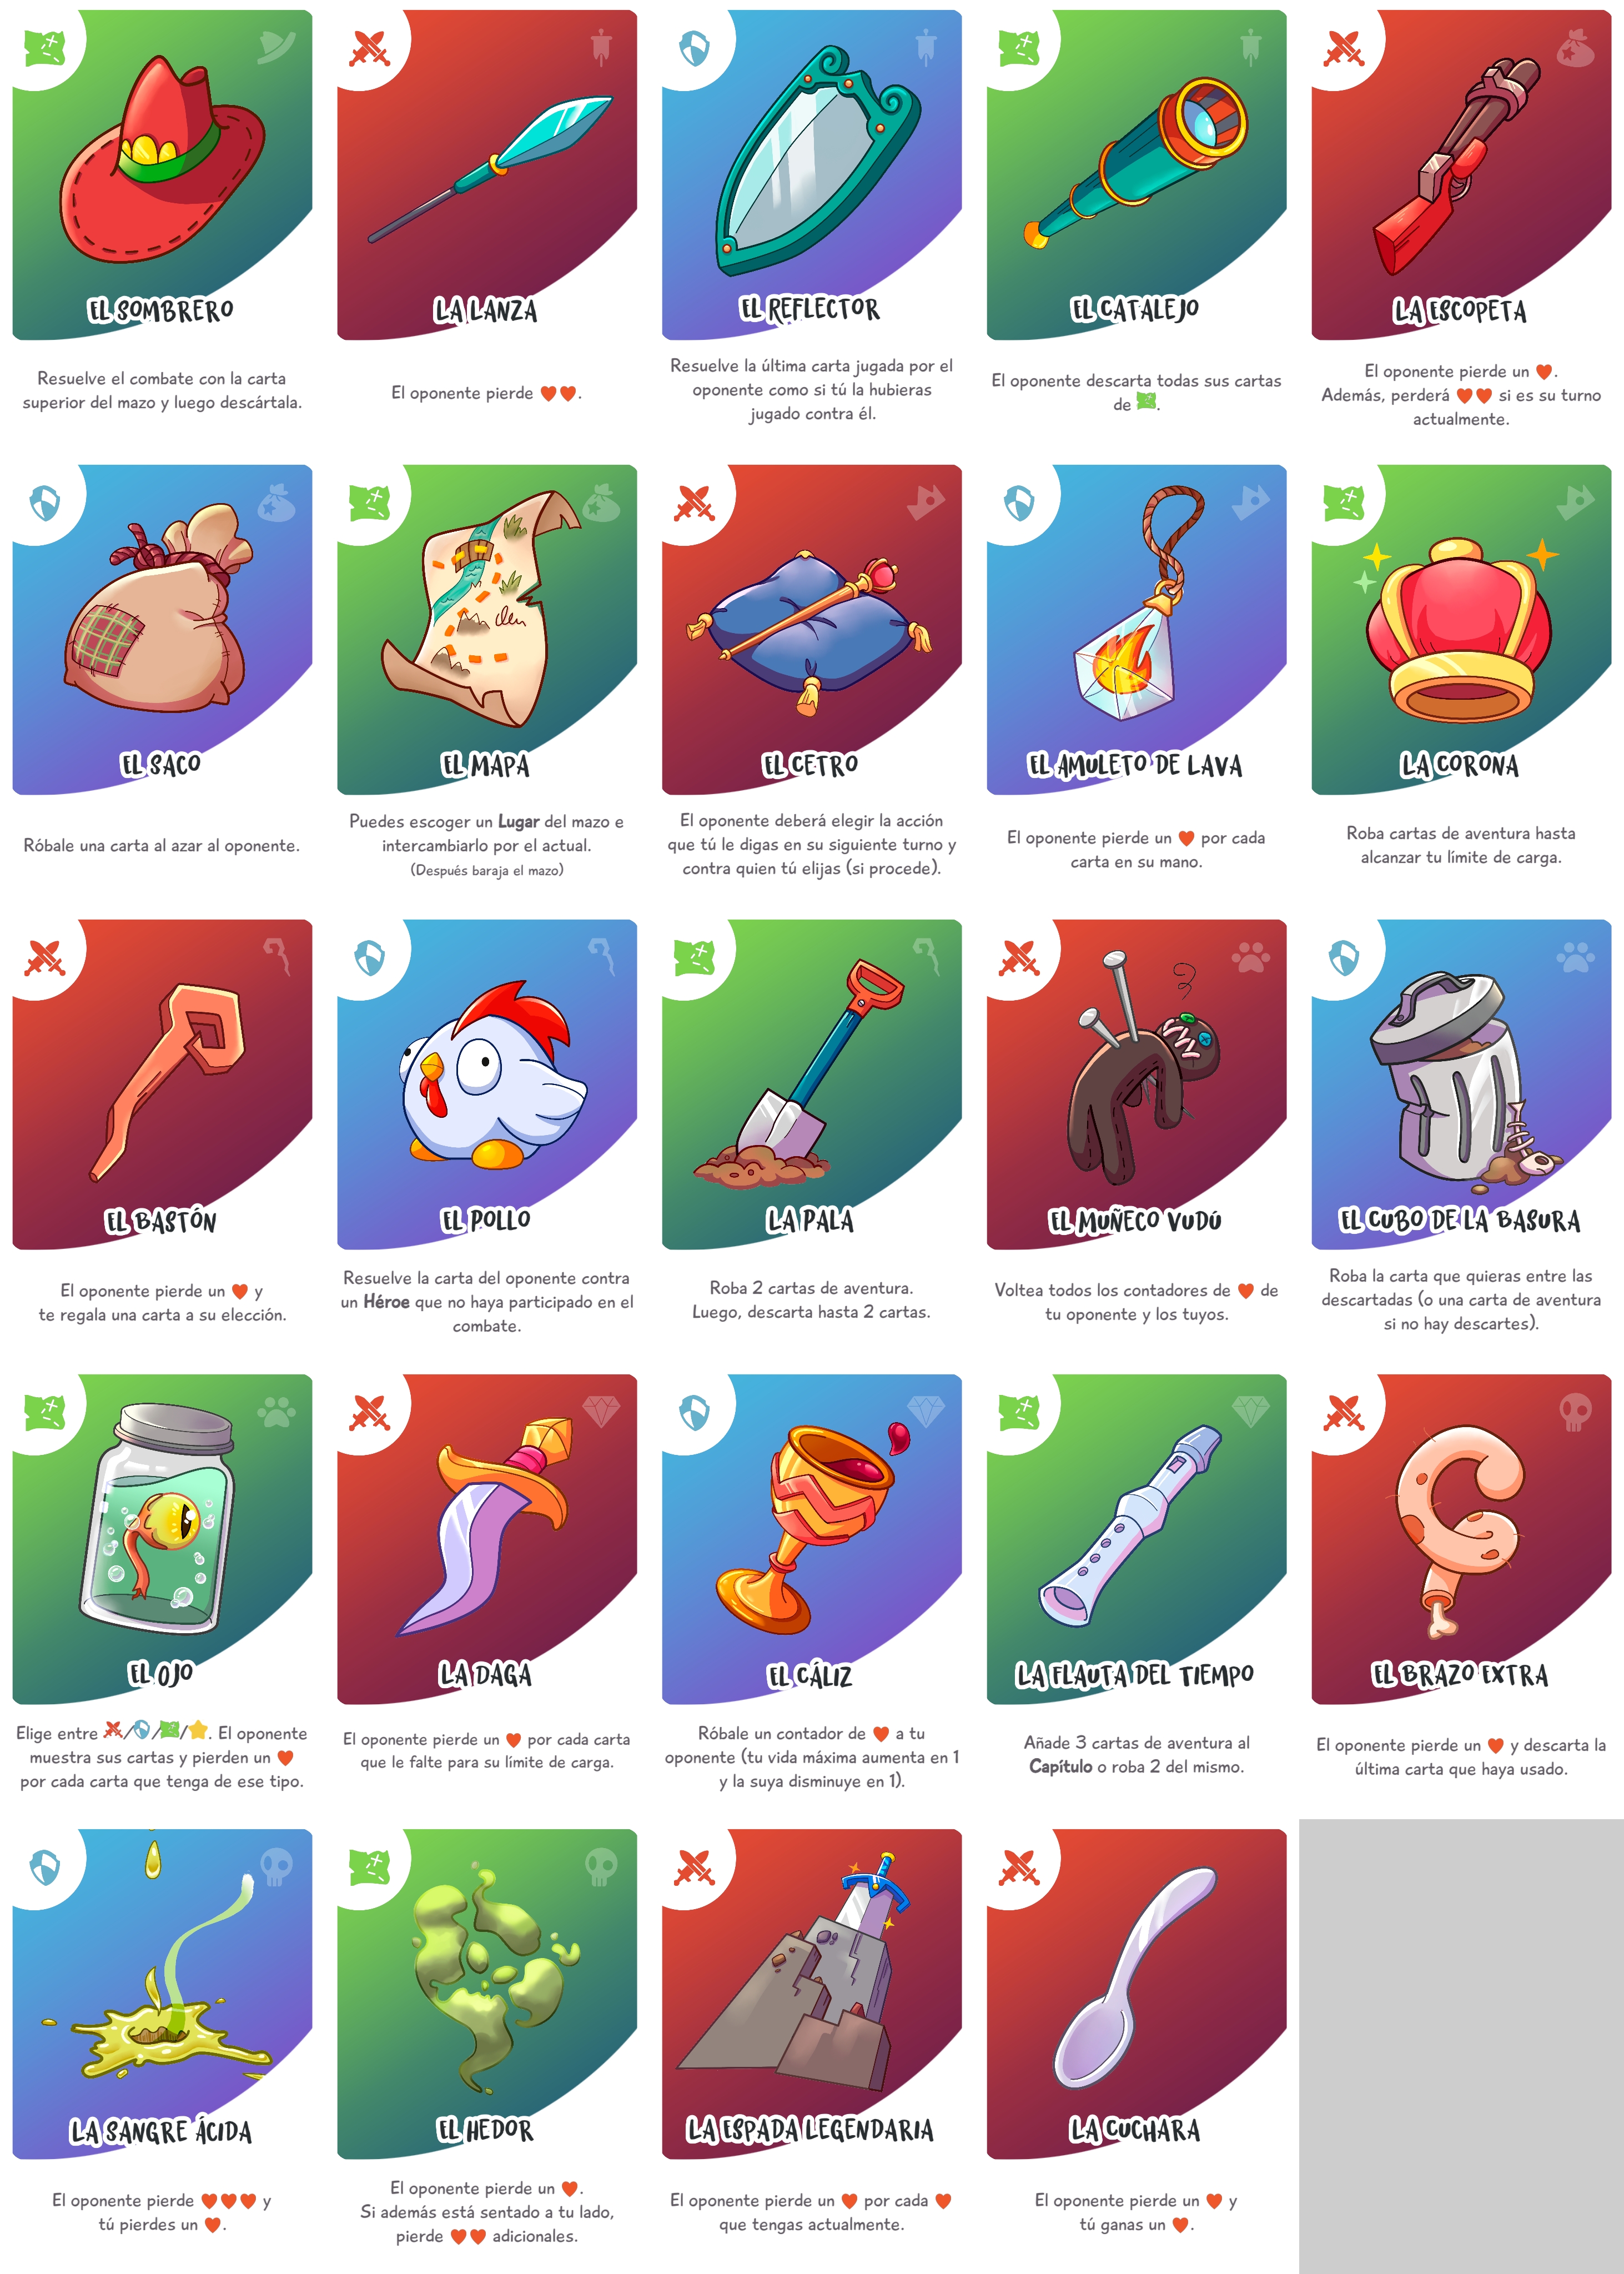 EL SOMBRERO
Resuelve el combate con la carta
superior del mazo y luego descártala.
LA LANZA
El oponente pierde ❤❤.
EL REFLECTOR
Resuelve la última carta jugada por el
oponente como si tú la hubieras
jugado contra él.
EL CATALEJO
El oponente descarta todas sus cartas
de .
LA ESCOPETA
El oponente pierde un ❤.
Además, perderá ❤❤ si es su turno
actualmente.
EL SACO
Róbale una carta al azar al oponente.
EL MAPA
Puedes escoger un Lugar del mazo e
intercambiarlo por el actual.
(Después baraja el mazo)
EL CETRO
El oponente deberá elegir la acción
que tú le digas en su siguiente turno y
contra quien tú elijas (si procede).
EL AMULETO DE LAVA
El oponente pierde un ❤ por cada
carta en su mano.
LA CORONA
Roba cartas de aventura hasta
alcanzar tu límite de carga.
EL BASTÓN
El oponente pierde un ❤ y
te regala una carta a su elección.
EL POLLO
Resuelve la carta del oponente contra
un Héroe que no haya participado en el
combate.
LA PALA
Roba 2 cartas de aventura.
Luego, descarta hasta 2 cartas.
EL MUÑECO VUDÚ
Voltea todos los contadores de ❤ de
tu oponente y los tuyos.
EL CUBO DE LA BASURA
Roba la carta que quieras entre las
descartadas (o una carta de aventura
si no hay descartes).
EL OJO
Elige entre ⚔/🛡/🗺/⭐. El oponente
muestra sus cartas y pierden un ❤
por cada carta que tenga de ese tipo.
LA DAGA
El oponente pierde un ❤ por cada carta
que le falte para su límite de carga.
EL CÁLIZ
Róbale un contador de ❤ a tu
oponente (tu vida máxima aumenta en 1
y la suya disminuye en 1).
LA FLAUTA DEL TIEMPO
Añade 3 cartas de aventura al
Capítulo o roba 2 del mismo.
EL BRAZO EXTRA
El oponente pierde un ❤ y descarta la
última carta que haya usado.
LA SANGRE ÁCIDA
El oponente pierde ❤❤❤ y
tú pierdes un ❤.
EL HEDOR
El oponente pierde un ❤.
Si además está sentado a tu lado,
pierde ❤❤ adicionales.
LA ESPADA LEGENDARIA
El oponente pierde un ❤ por cada ❤
que tengas actualmente.
LA CUCHARA
El oponente pierde un ❤ y
tú ganas un ❤.